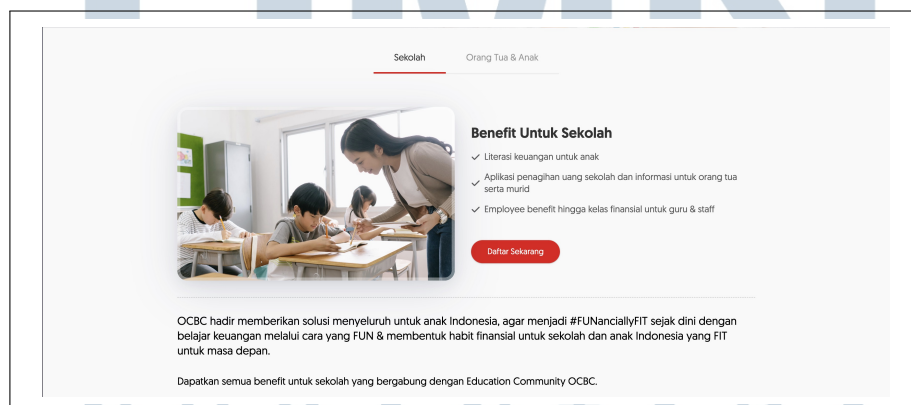 Sekolah
Orang Tua & Anak
Benefit Untuk Sekolah
Literasi keuangan untuk anak
Aplikasi penagihan uang sekolah dan informasi untuk orang tua
serta murid
Employee benefit hingga kelas finansial untuk guru & staff
Daftar Sekarang
OCBC hadir memberikan solusi menyeluruh untuk anak Indonesia, agar menjadi #FUNanciallyFIT sejak dini dengan
belajar keuangan melalui cara yang FUN & membentuk habit finansial untuk sekolah dan anak Indonesia yang FIT
untuk masa depan.
Dapatkan semua benefit untuk sekolah yang bergabung dengan Education Community OCBC.